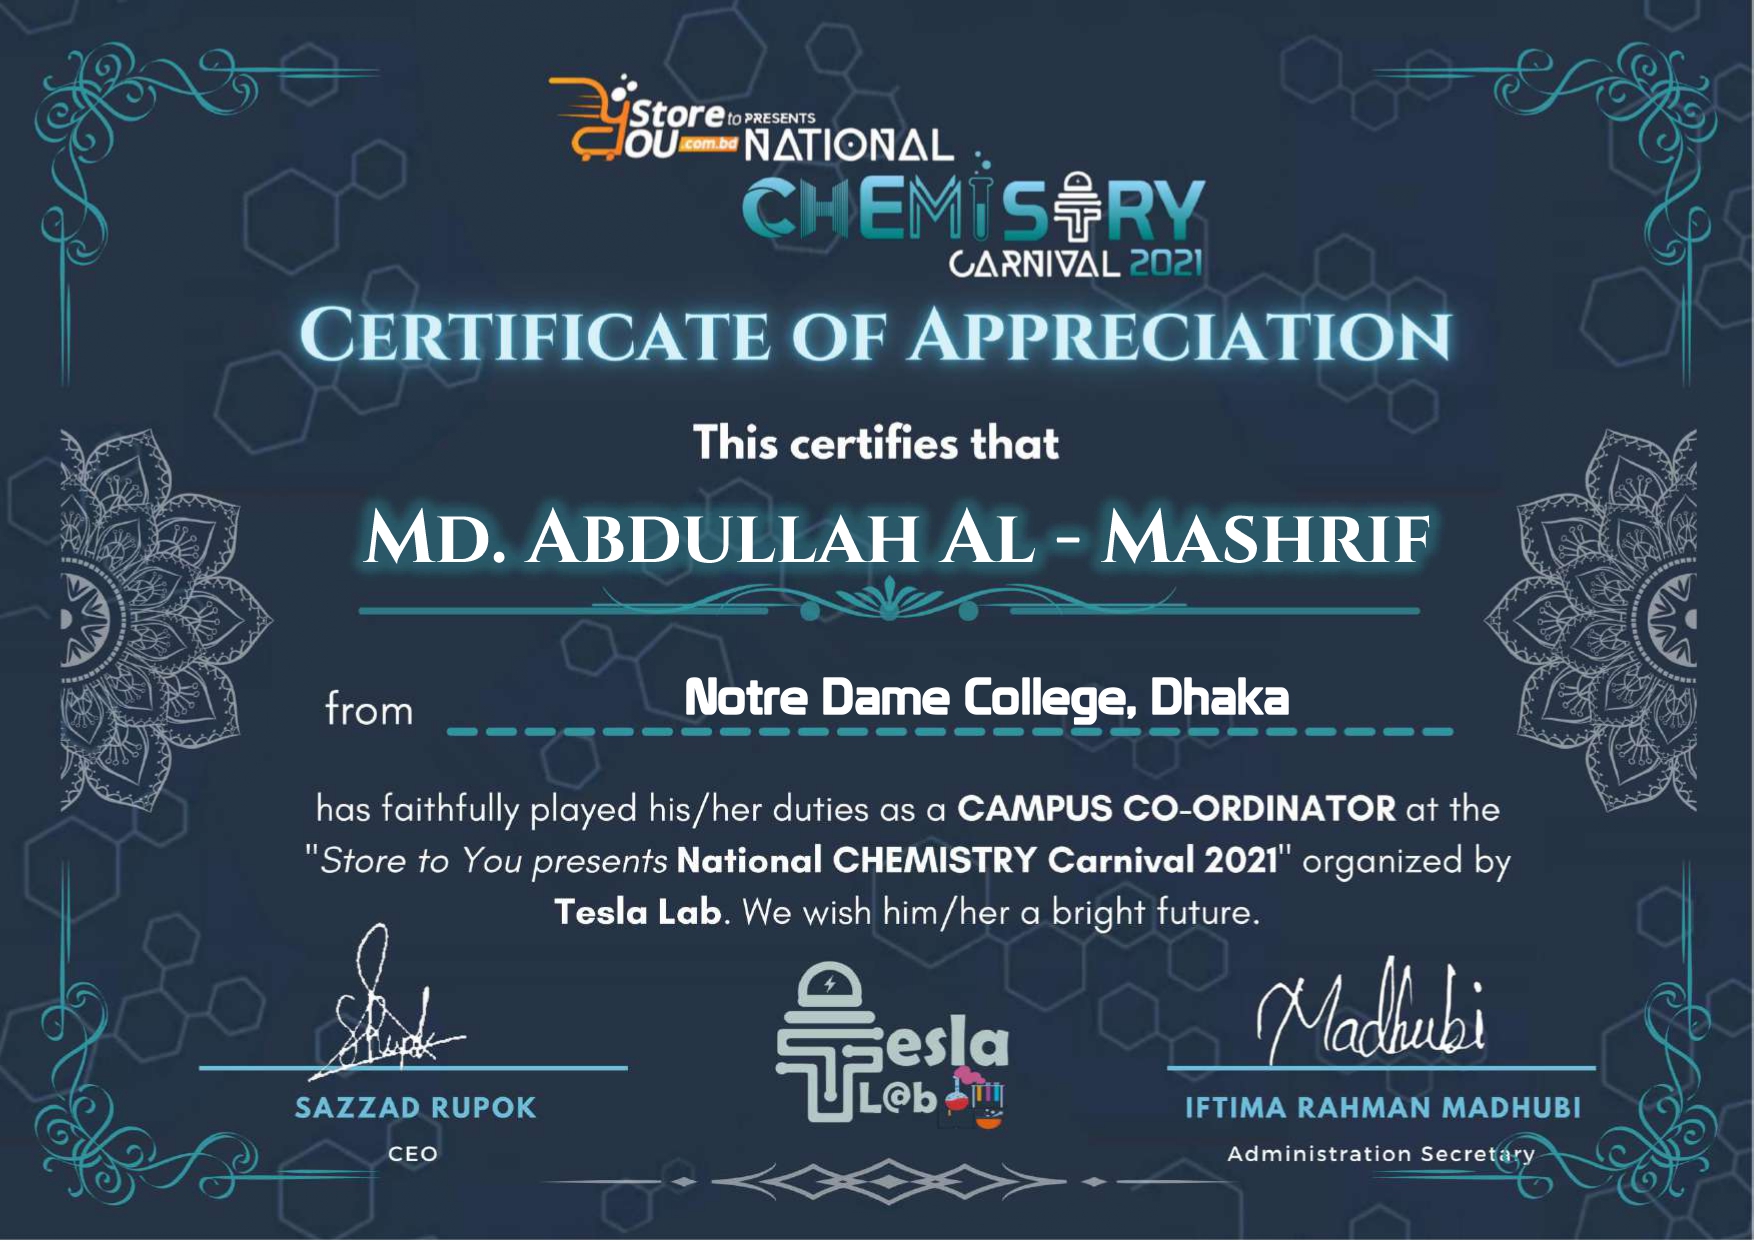 Store to PRESENTS
YOU .com.bd NATIONAL
CHEMISTRY
CARNIVAL 2021
CERTIFICATE OF APPRECIATION
This certifies that
MD. ABDULLAH AL - MASHRIF
from Notre Dame College, Dhaka
has faithfully played his/her duties as a CAMPUS CO-ORDINATOR at the
"Store to You presents National CHEMISTRY Carnival 2021" organized by
Tesla Lab. We wish him/her a bright future.
Srupok
Madhubi
Tesla
L@b
SAZZAD RUPOK
IFTIMA RAHMAN MADHUBI
CEO
Administration Secretary